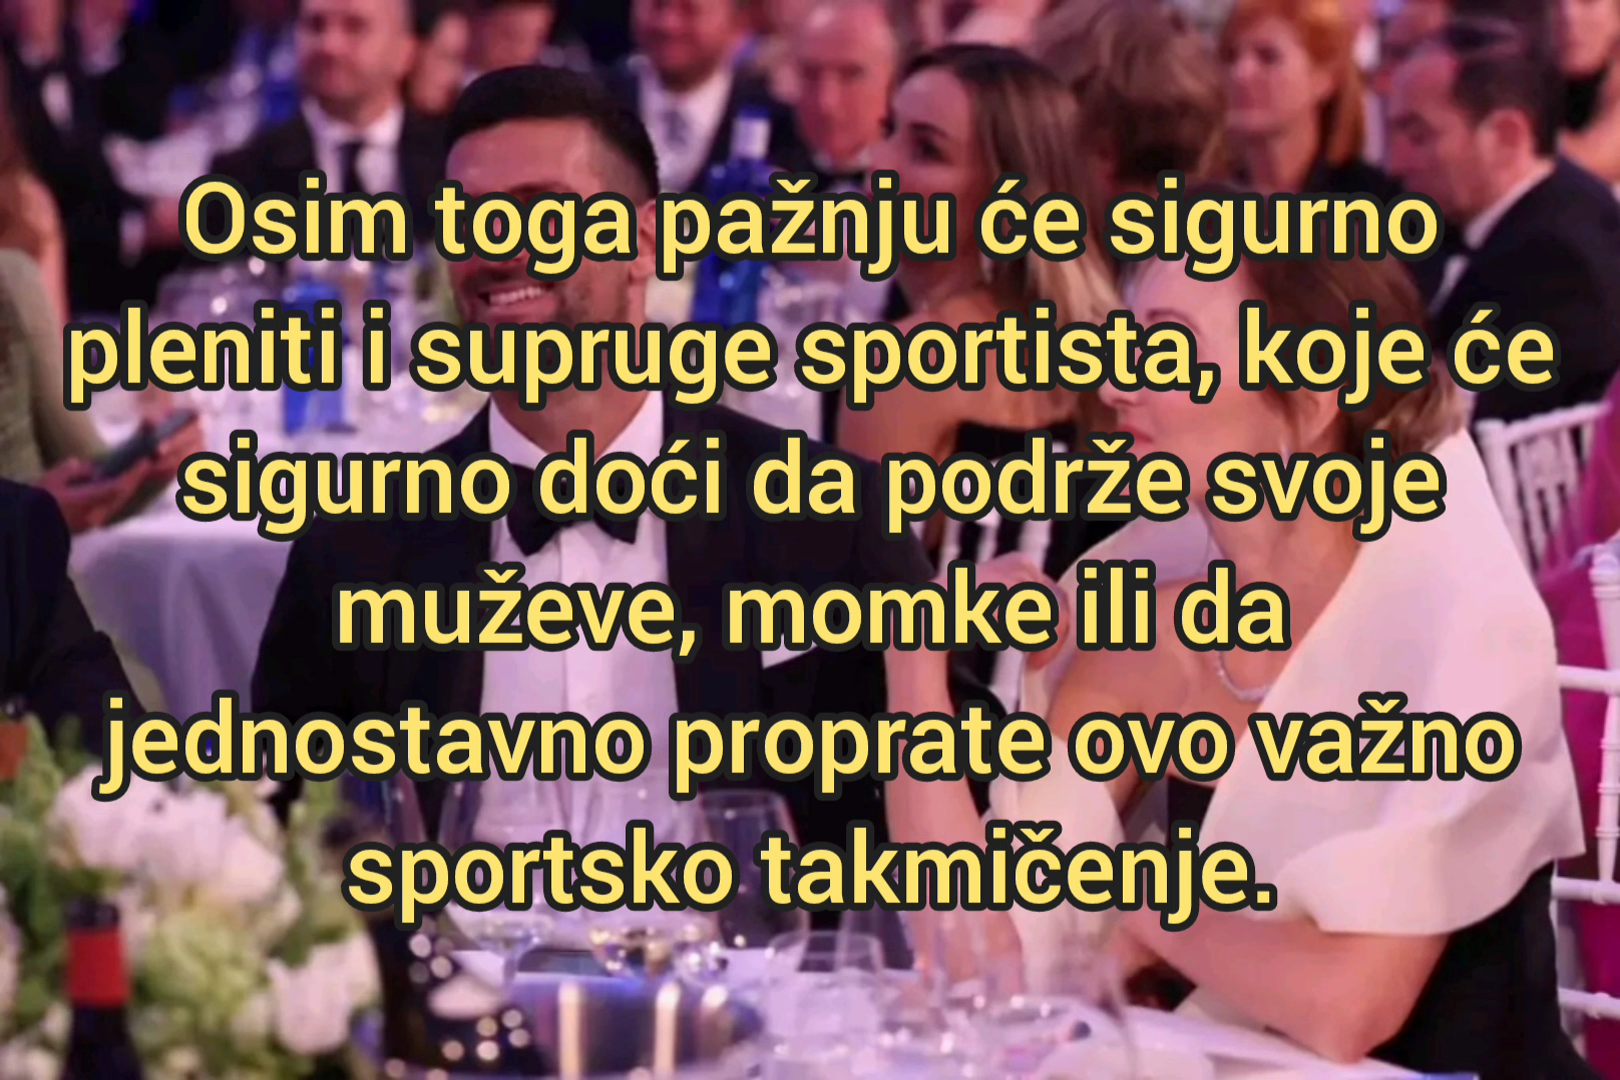 Osim toga pažnju će sigurno
pleniti i supruge sportista, koje će
sigurno doći da podrže svoje
muževe, momke ili da
jednostavno proprate ovo važno
sportsko takmičenje.